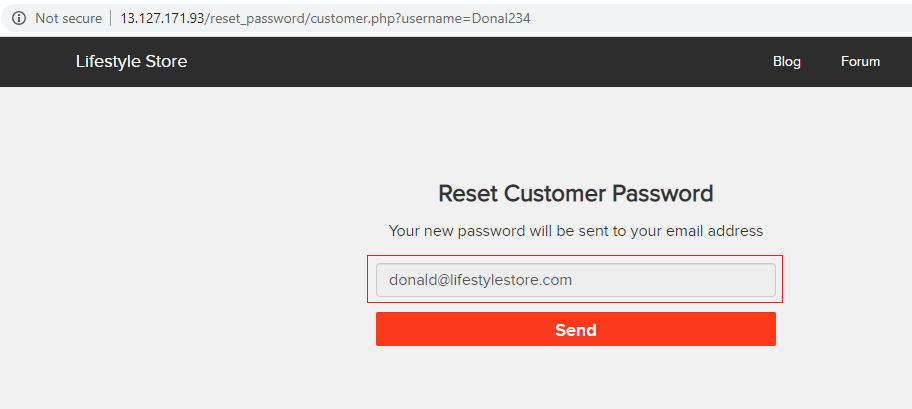 Not secure | 13.127.171.93/reset_password/customer.php?username=Donal234
Lifestyle Store Blog Forum
Reset Customer Password
Your new password will be sent to your email address
donald@lifestylestore.com
Send